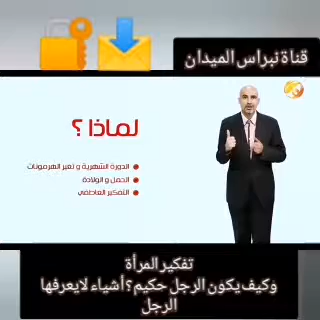 قناة نبراس الميدان
لماذا ؟
الدورة الشهرية و تغير الهرمونات
الحمل و الولادة
التفكير العاطفي
تفكير المرأة
وكيف يكون الرجل حكيم؟أشياء لايعرفها
الرجل